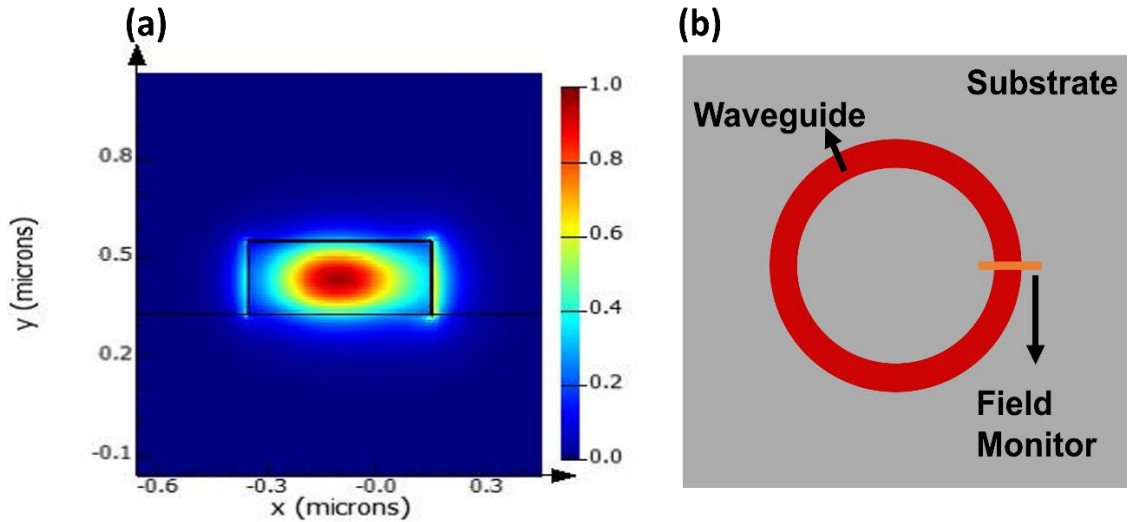 (a)
1.0
0.8
0.6
0.4
0.2
0.0
0.8
0.5
0.2
-0.1
y (microns)
-0.6
-0.3
-0.0
0.3
x (microns)
(b)
Substrate
Waveguide
Field
Monitor